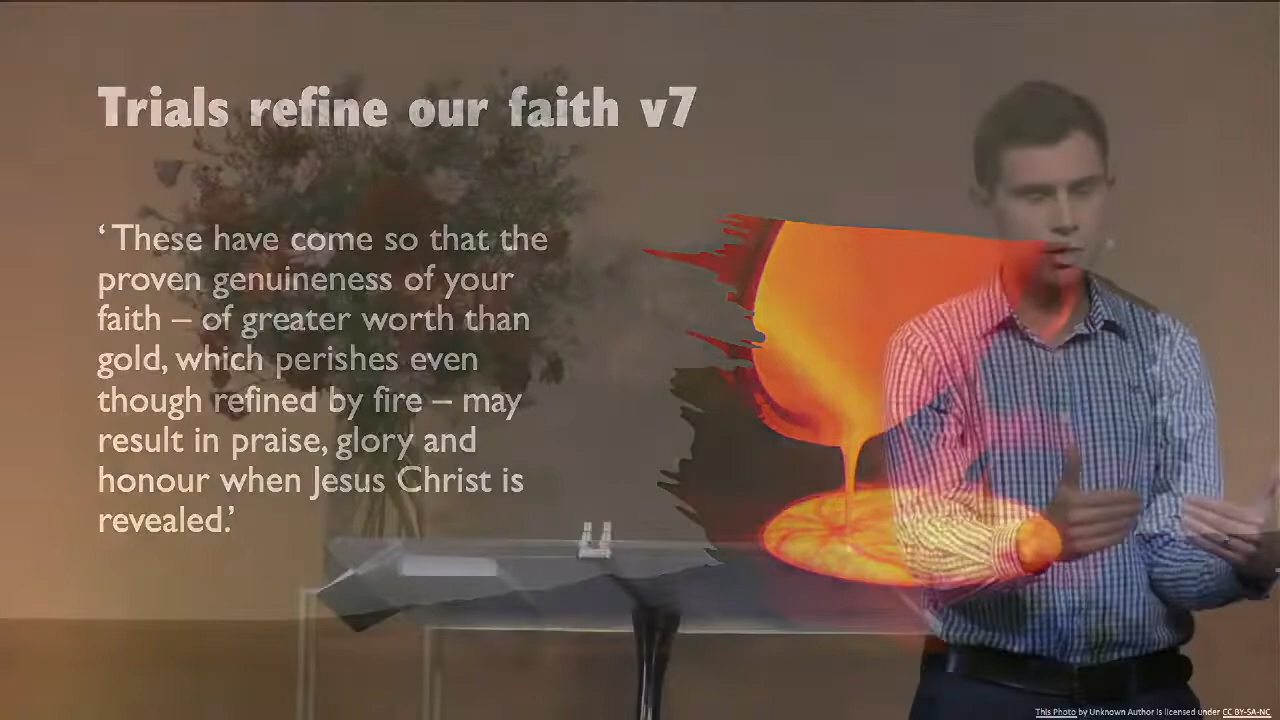 Trials refine our faith v7
‘ These have come so that the
proven genuineness of your
faith – of greater worth than
gold, which perishes even
though refined by fire – may
result in praise, glory and
honour when Jesus Christ is
revealed.’
This Photo by Unknown Author is licensed under CC BY-SA-NC